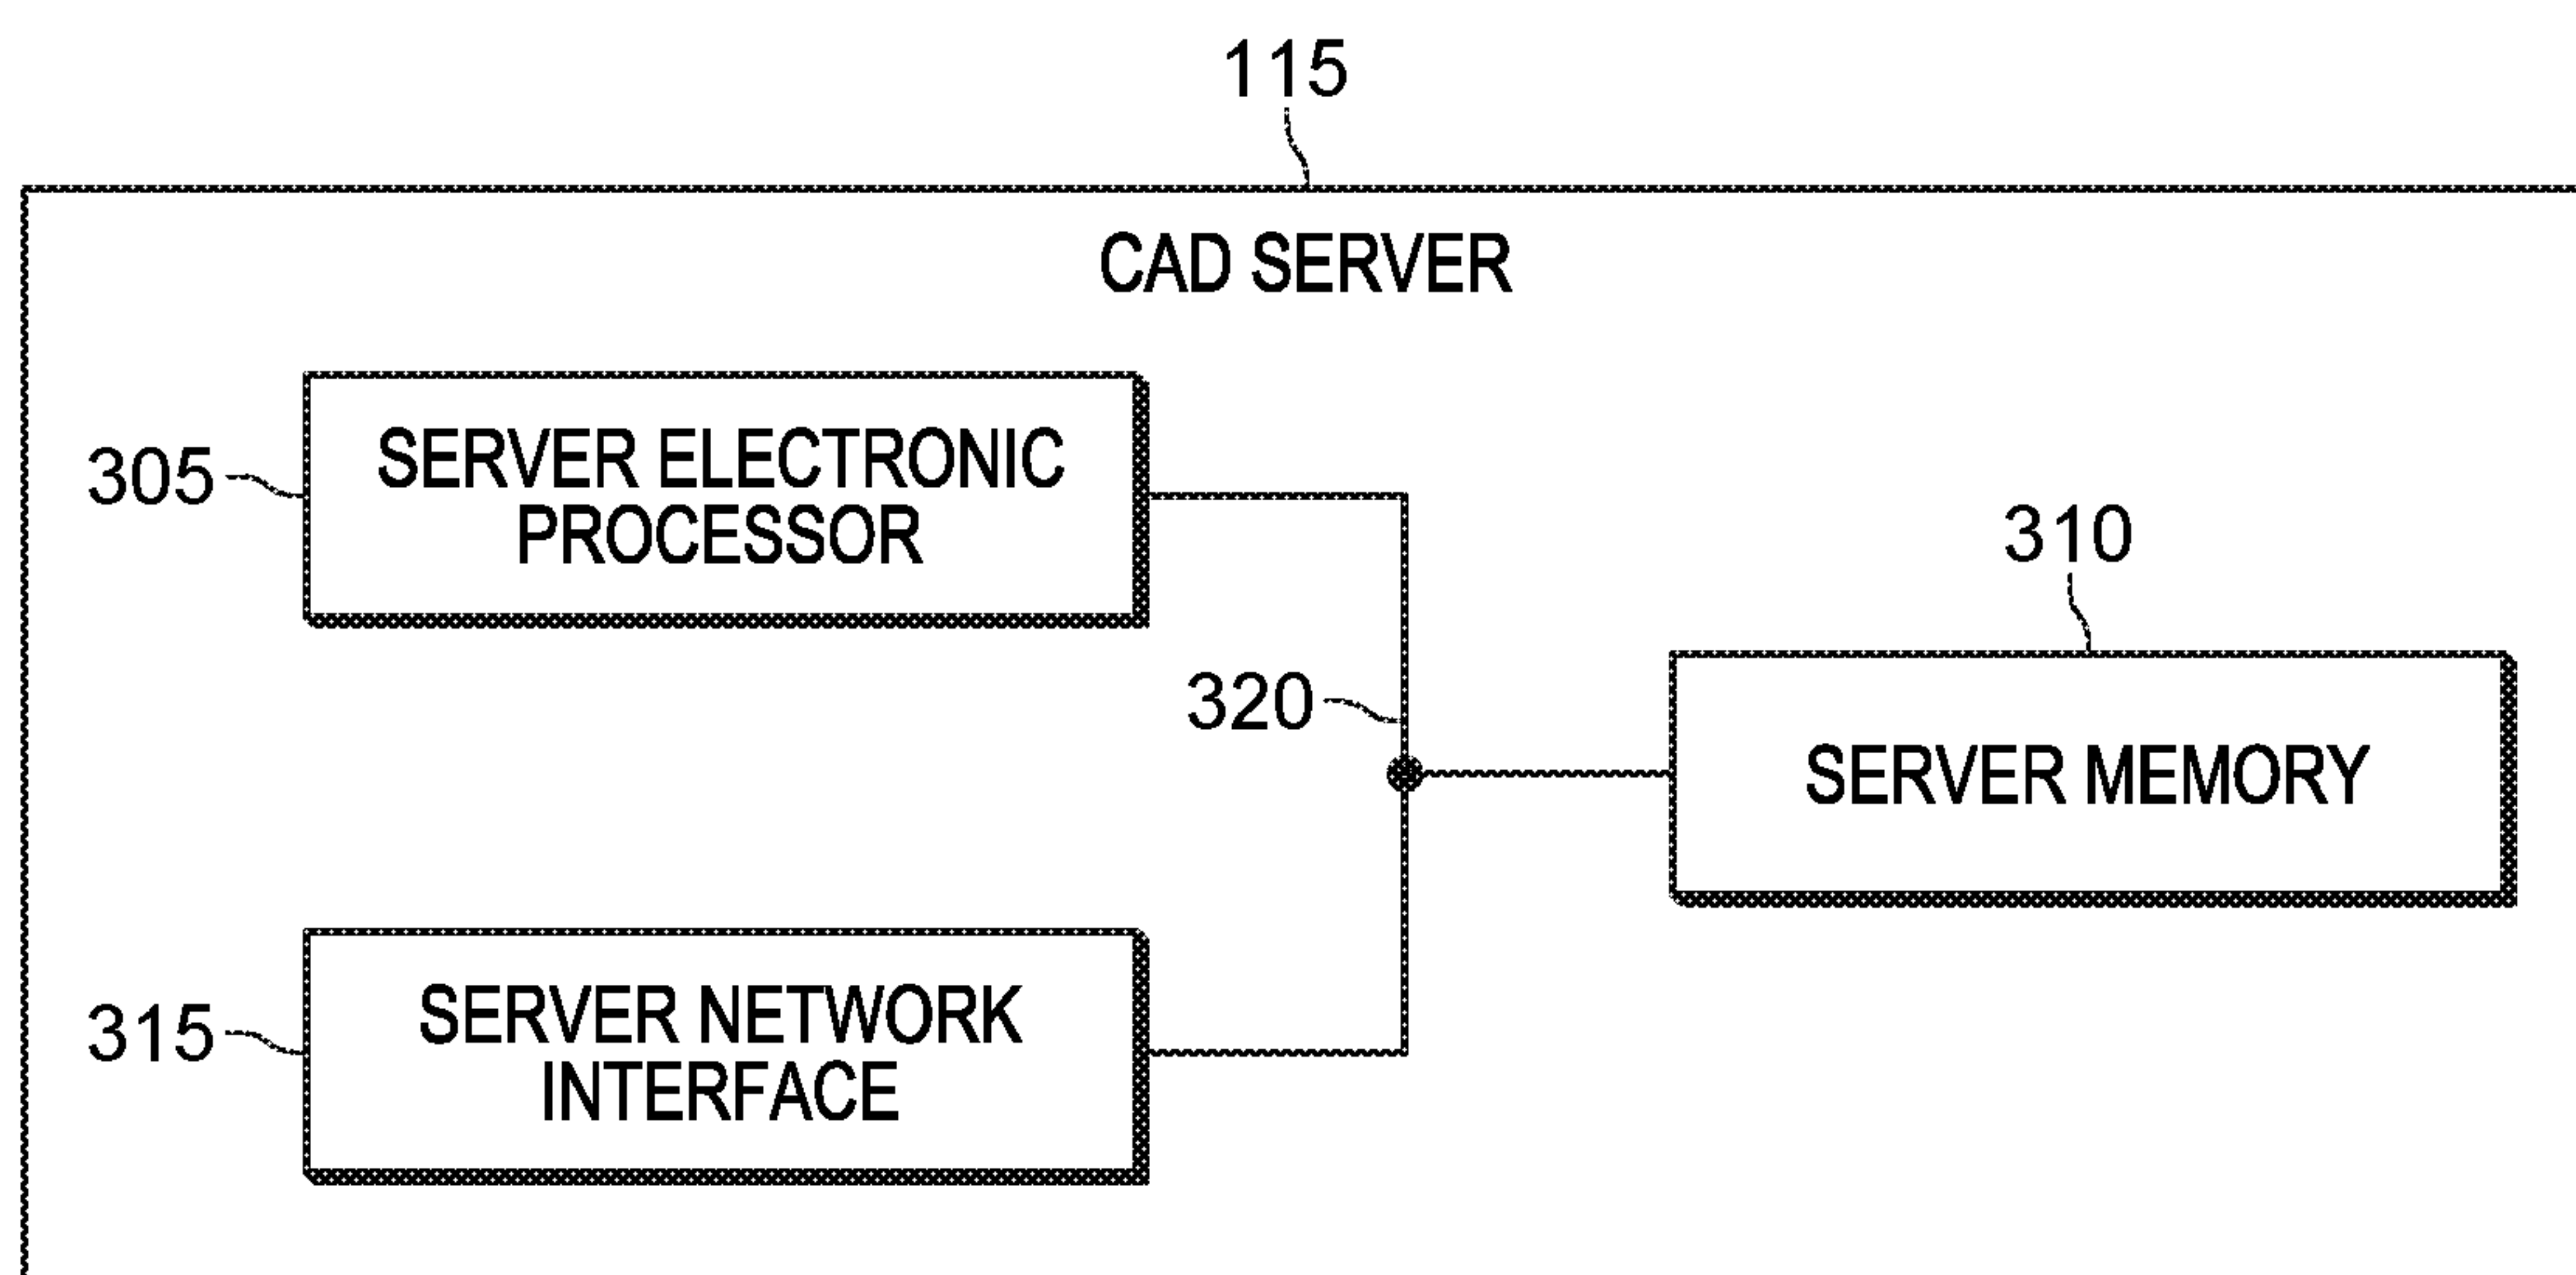 115
CAD SERVER
305
SERVER ELECTRONIC
PROCESSOR
310
320
SERVER MEMORY
315
SERVER NETWORK
INTERFACE